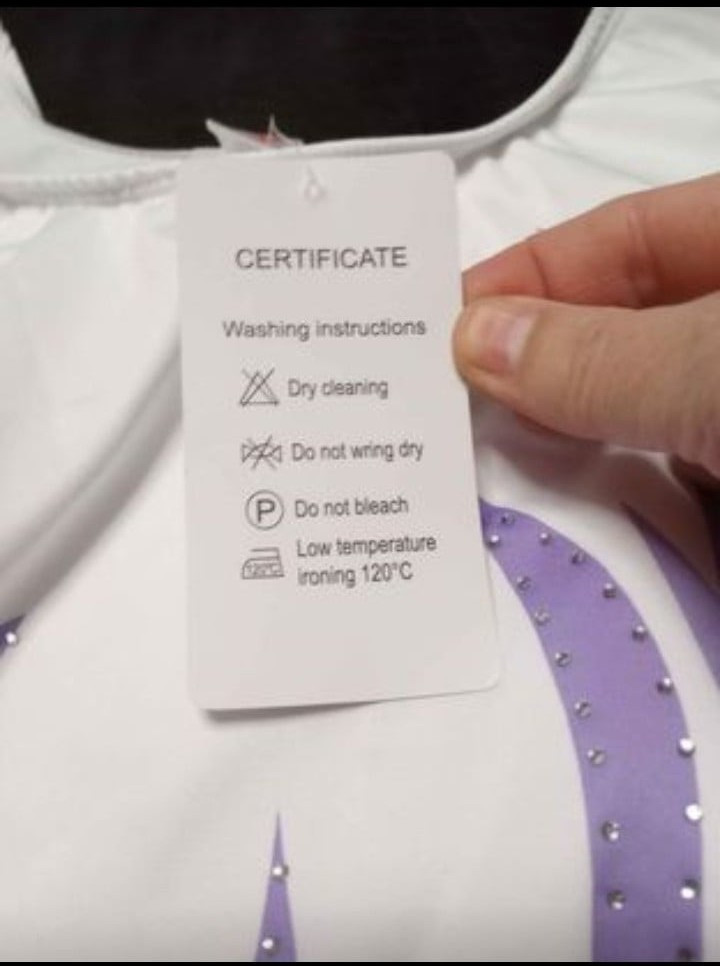 CERTIFICATE
Washing instructions
Dry cleaning
Do not wring dry
P Do not bleach
Low temperature
120°C ironing 120°C